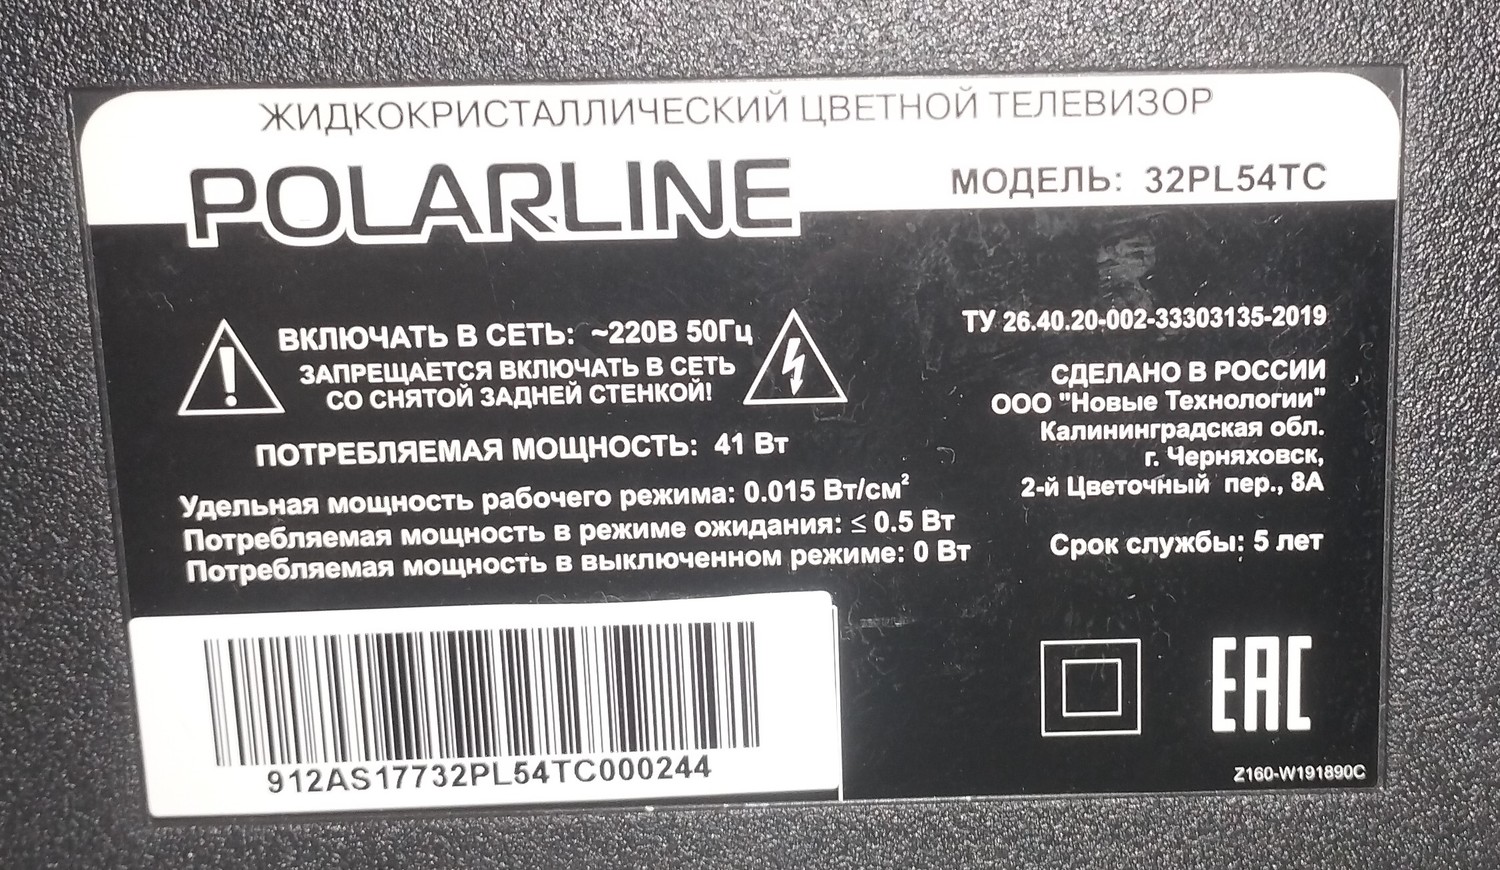 ЖИДКОКРИСТАЛЛИЧЕСКИЙ ЦВЕТНОЙ ТЕЛЕВИЗОР
POLARLINE
МОДЕЛЬ: 32PL54TC
ВКЛЮЧАТЬ В СЕТЬ: ~220В 50Гц
ЗАПРЕЩАЕТСЯ ВКЛЮЧАТЬ В СЕТЬ
СО СНЯТОЙ ЗАДНЕЙ СТЕНКОЙ!
ПОТРЕБЛЯЕМАЯ МОЩНОСТЬ: 41 Вт
Удельная мощность рабочего режима: 0.015 Вт/см²
Потребляемая мощность в режиме ожидания: ≤ 0.5 Вт
Потребляемая мощность в выключенном режиме: 0 Вт
ТУ 26.40.20-002-33303135-2019
СДЕЛАНО В РОССИИ
ООО "Новые Технологии"
Калининградская обл.
г. Черняховск,
2-й Цветочный пер., 8А
Срок службы: 5 лет
912AS17732PL54TC000244
EAC
Z160-W191890C